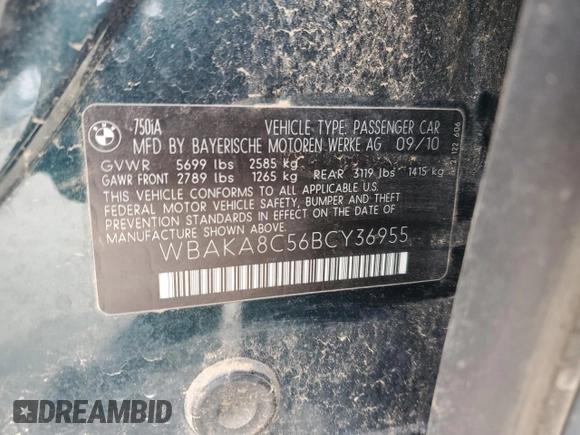 BMW
750iA VEHICLE TYPE: PASSENGER CAR
MFD BY BAYERISCHE MOTOREN WERKE AG 09/10
GVWR 5699 lbs 2585 kg
GAWR FRONT 2789 lbs 1265 kg REAR 3119 lbs 1415 kg
THIS VEHICLE CONFORMS TO ALL APPLICABLE
FEDERAL MOTOR VEHICLE SAFETY, BUMPER AND THEFT
PREVENTION STANDARDS IN EFFECT ON THE DATE
OF MANUFACTURE SHOWN ABOVE.
WBAKA8C56BCY36955
DREAMBID